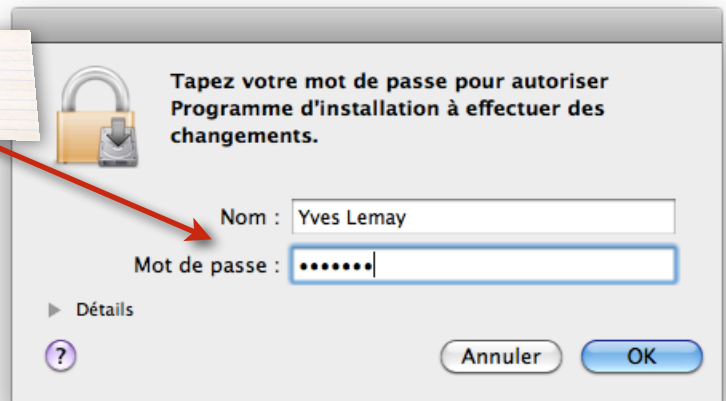 Tapez votre mot de passe pour autoriser
Programme d'installation à effectuer des
changements.
Nom : Yves Lemay
Mot de passe : •••••••
Détails
?
Annuler OK